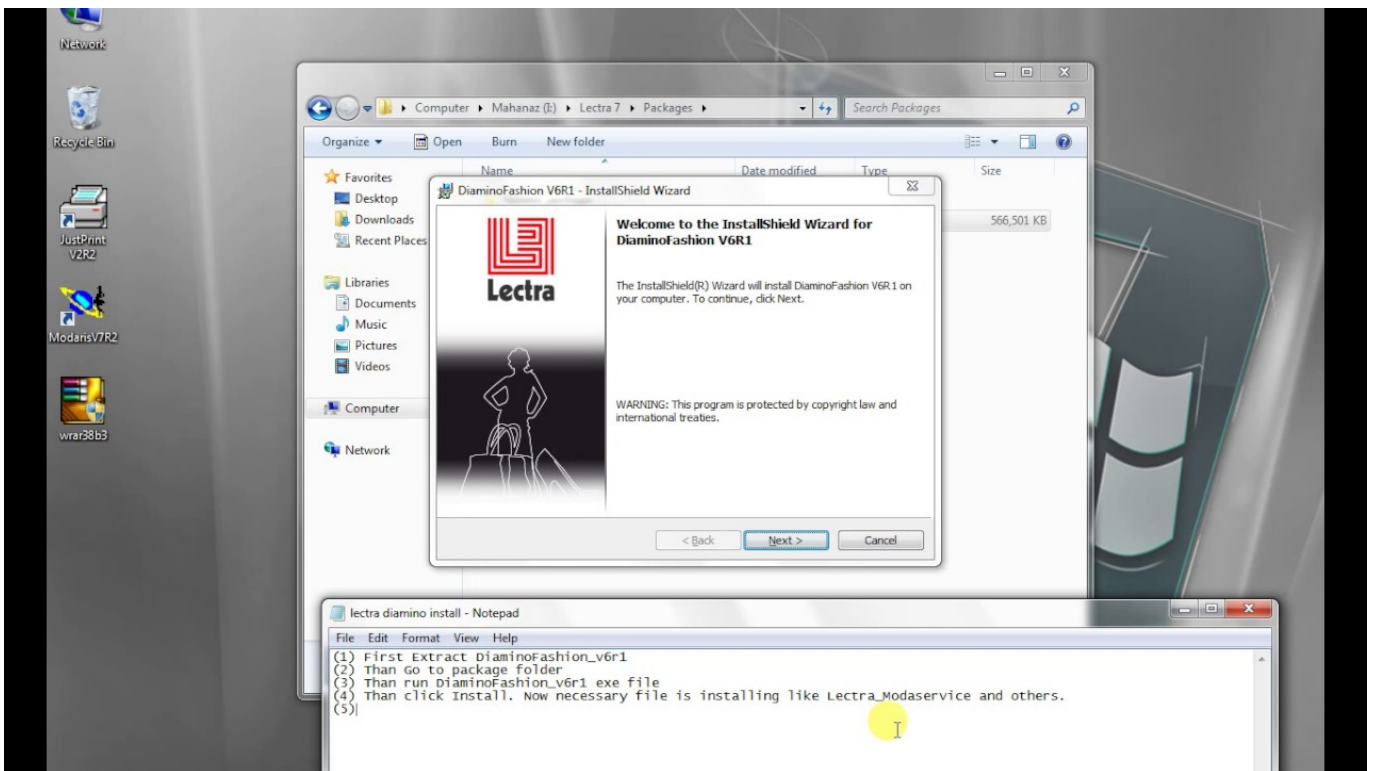 Network
Recycle Bin
JustPrint
V2R2
ModarisV7R2
wrar38b3
Computer Mahanaz (I:) Lectra 7 Packages
Search Packages
Organize Open Burn New folder
Name Date modified Type Size
566,501 KB
Favorites
Desktop
Downloads
Recent Places
Libraries
Documents
Music
Pictures
Videos
Computer
Network
DiaminoFashion V6R1 - InstallShield Wizard
Lectra
Welcome to the InstallShield Wizard for
DiaminoFashion V6R1
The InstallShield(R) Wizard will install DiaminoFashion V6R1 on
your computer. To continue, click Next.
WARNING: This program is protected by copyright law and
international treaties.
< Back Next > Cancel
lectra diamino install - Notepad
File Edit Format View Help
(1) First Extract DiaminoFashion_v6r1
(2) Than Go to package folder
(3) Than run DiaminoFashion_v6r1 exe file
(4) Than click Install. Now necessary file is installing like Lectra_Modaservice and others.
(5)